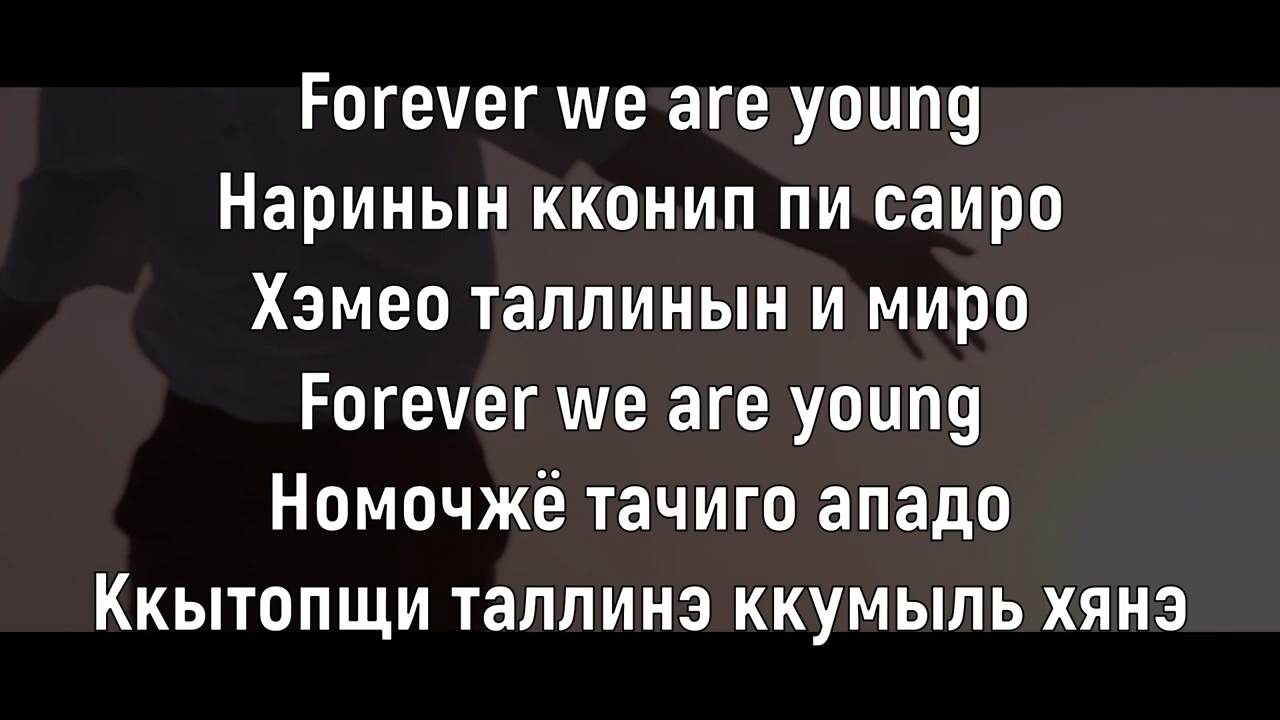 Forever we are young
Наринын кконип пи саиро
Хэмео таллинын и миро
Forever we are young
Номочжё тачиго ападо
Ккытопщи таллинэ ккумыль хянэ